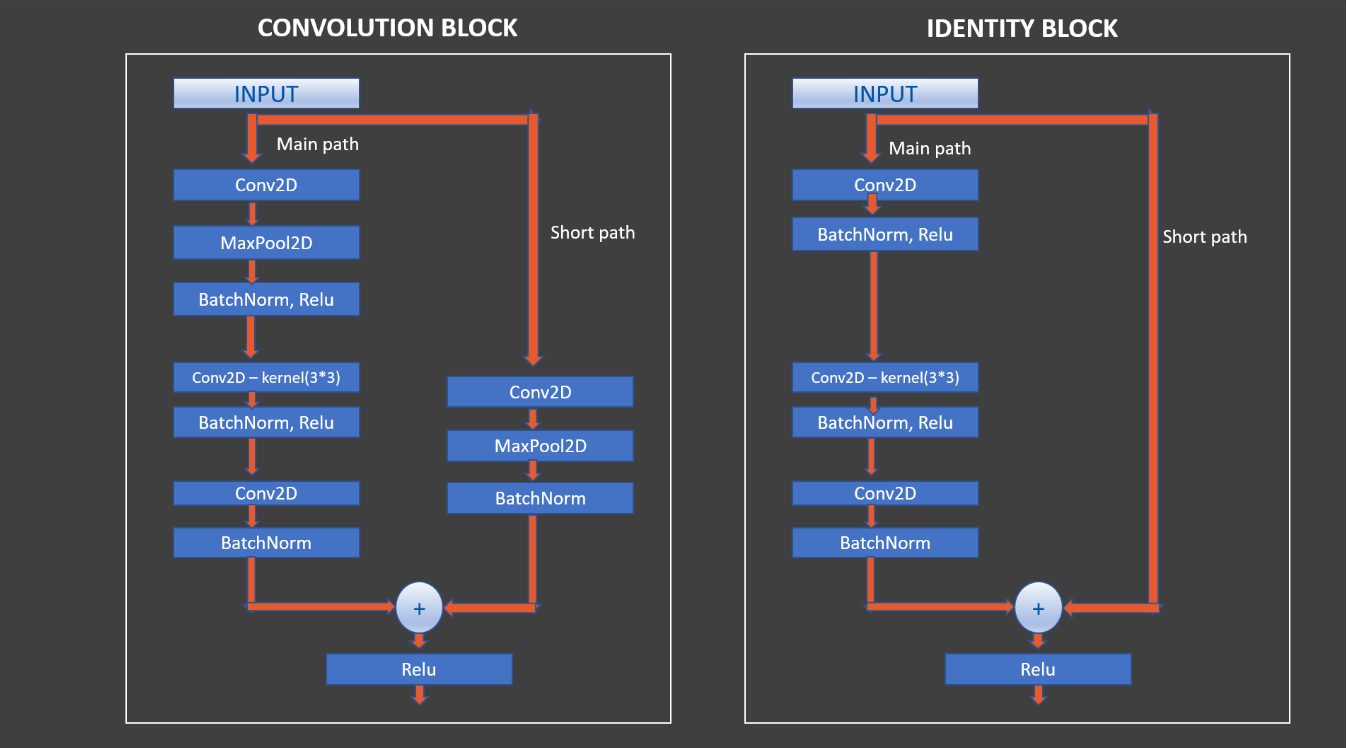 CONVOLUTION BLOCK
INPUT
Main path
Conv2D
MaxPool2D
BatchNorm, Relu
Conv2D – kernel(3*3)
BatchNorm, Relu
Conv2D
BatchNorm
Short path
Conv2D
MaxPool2D
BatchNorm
+
Relu
IDENTITY BLOCK
INPUT
Main path
Conv2D
BatchNorm, Relu
Conv2D – kernel(3*3)
BatchNorm, Relu
Conv2D
BatchNorm
Short path
+
Relu